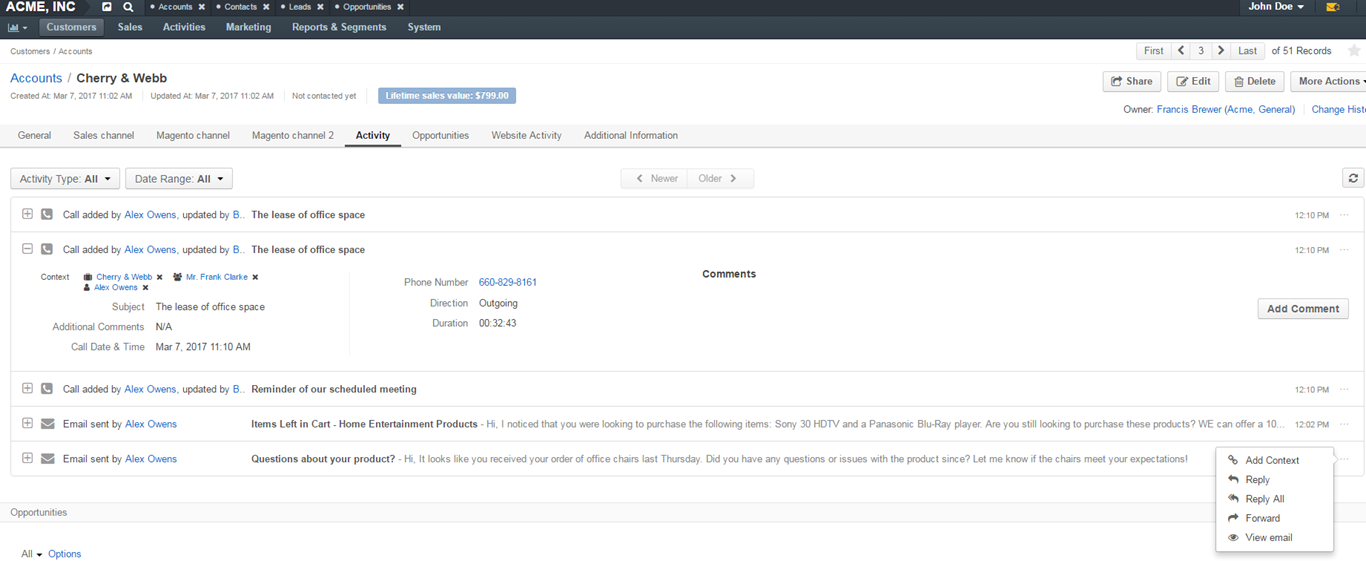 ACME, INC Accounts Contacts Leads Opportunities John Doe
Customers Sales Activities Marketing Reports & Segments System
Customers / Accounts First 3 Last of 51 Records
Accounts / Cherry & Webb Share Edit Delete More Actions
Created At: Mar 7, 2017 11:02 AM Updated At: Mar 7, 2017 11:02 AM Not contacted yet Lifetime sales value: $799.00
Owner: Francis Brewer (Acme, General) Change Hist
General Sales channel Magento channel Magento channel 2 Activity Opportunities Website Activity Additional Information
Activity Type: All Date Range: All Newer Older
Call added by Alex Owens, updated by B.. The lease of office space 12:10 PM ...
Call added by Alex Owens, updated by B.. The lease of office space 12:10 PM ...
Context Cherry & Webb Mr. Frank Clarke
Alex Owens
Subject The lease of office space
Additional Comments N/A
Call Date & Time Mar 7, 2017 11:10 AM
Phone Number 660-829-8161
Direction Outgoing
Duration 00:32:43
Comments
Add Comment
Call added by Alex Owens, updated by B.. Reminder of our scheduled meeting 12:10 PM ...
Email sent by Alex Owens Items Left in Cart - Home Entertainment Products - Hi, I noticed that you were looking to purchase the following items: Sony 30 HDTV and a Panasonic Blu-Ray player. Are you still looking to purchase these products? WE can offer a 10... 12:02 PM ...
Email sent by Alex Owens Questions about your product? - Hi, It looks like you received your order of office chairs last Thursday. Did you have any questions or issues with the product since? Let me know if the chairs meet your expectations! ...
Add Context
Reply
Reply All
Forward
View email
Opportunities
All Options